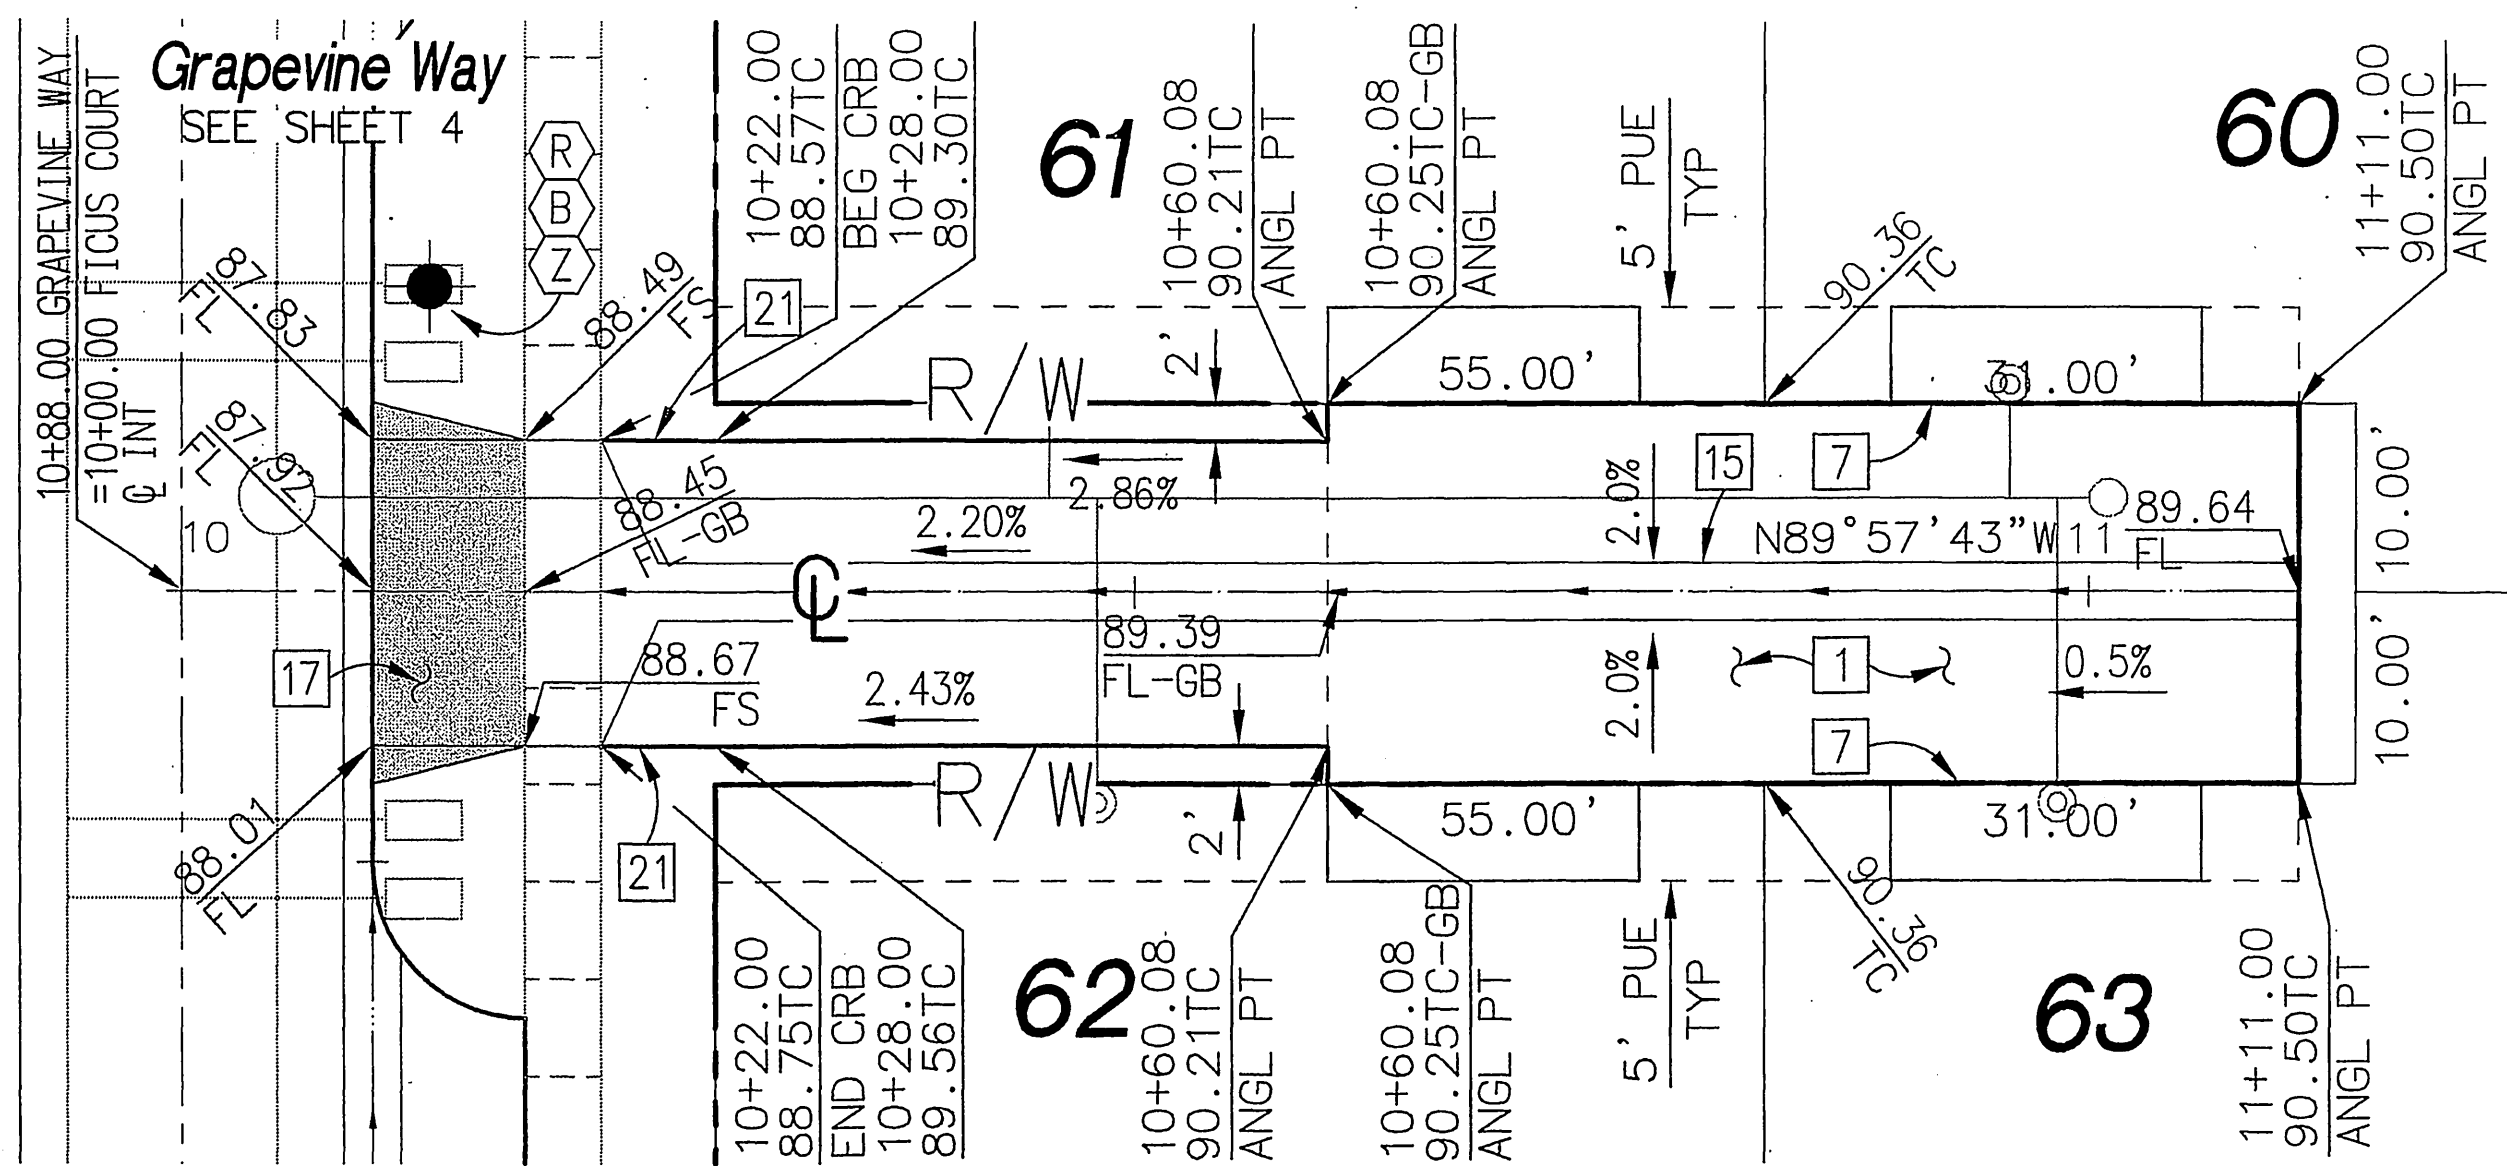 Grapevine Way
SEE SHEET 4
10+88.00 GRAPEVINE WAY
=10+00.00 FICUS COURT
℄ INT
R
B
Z
10+22.00
88.57TC
BEG CRB
10+28.00
89.30TC
61
10+60.08
90.21TC
ANGL PT
10+60.08
90.25TC-GB
ANGL PT
5' PUE
TYP
60
11+11.00
90.50TC
ANGL PT
87.83
FL
88.49
FS
21
90.36
TC
2'
R/W
55.00'
31.00'
87.92
FL
88.45
FL-GB
2.86%
2.20%
2.0%
15
7
N89°57'43"W
11
89.64
FL
10.00'
10
℄
89.39
FL-GB
17
88.67
FS
2.43%
2.0%
1
0.5%
10.00'
7
88.01
FL
21
R/W
2'
55.00'
31.00'
90.36
TC
10+22.00
88.75TC
END CRB
10+28.00
89.56TC
62
10+60.08
90.21TC
ANGL PT
10+60.08
90.25TC-GB
ANGL PT
5' PUE
TYP
63
11+11.00
90.50TC
ANGL PT